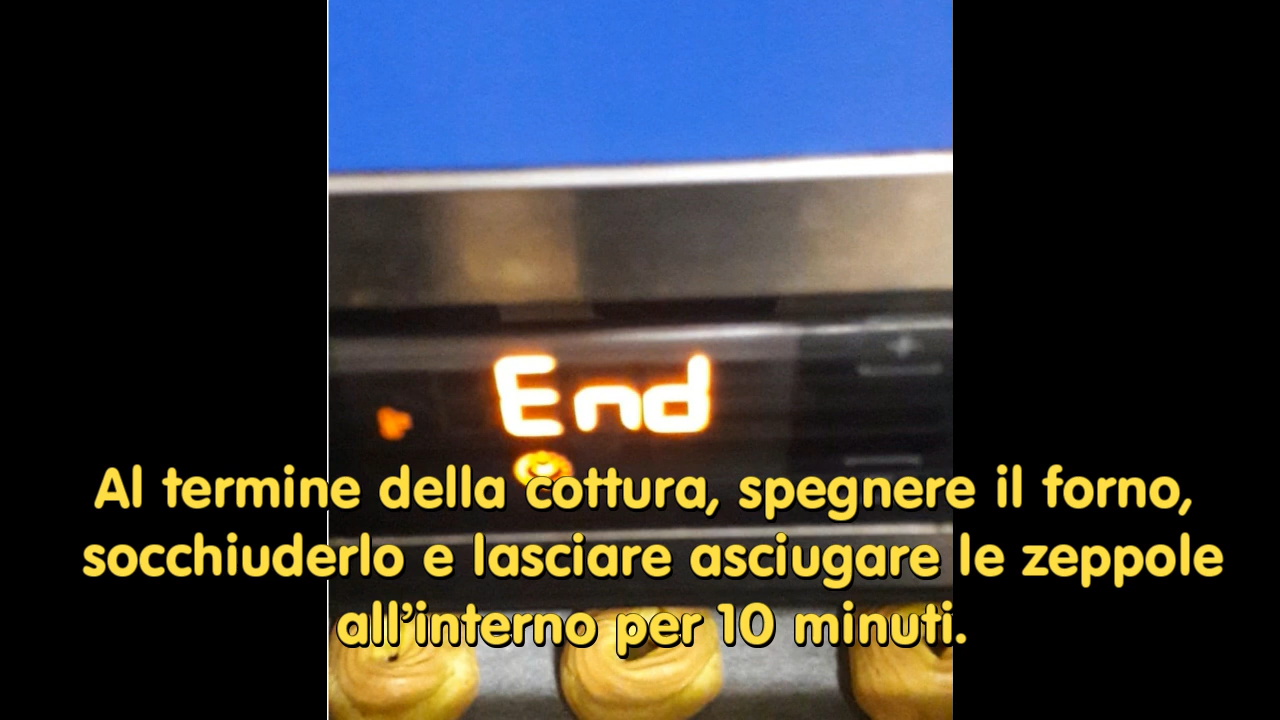 End
Al termine della cottura, spegnere il forno,
socchiuderlo e lasciare asciugare le zeppole
all'interno per 10 minuti.